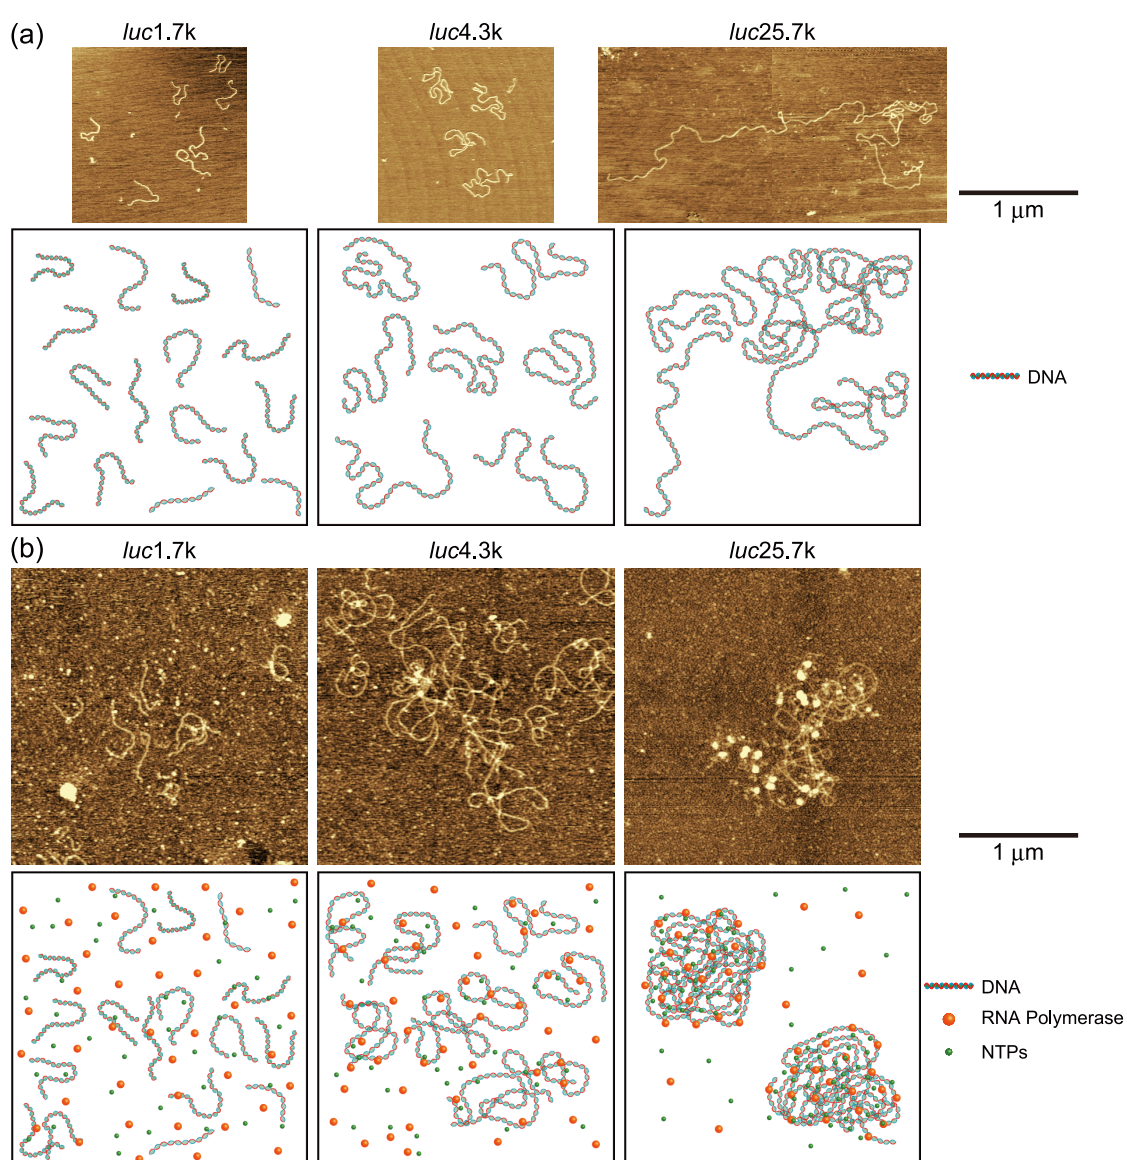 (a)
luc1.7k
luc4.3k
luc25.7k
1 μm
DNA
(b)
luc1.7k
luc4.3k
luc25.7k
1 μm
DNA
RNA Polymerase
NTPs